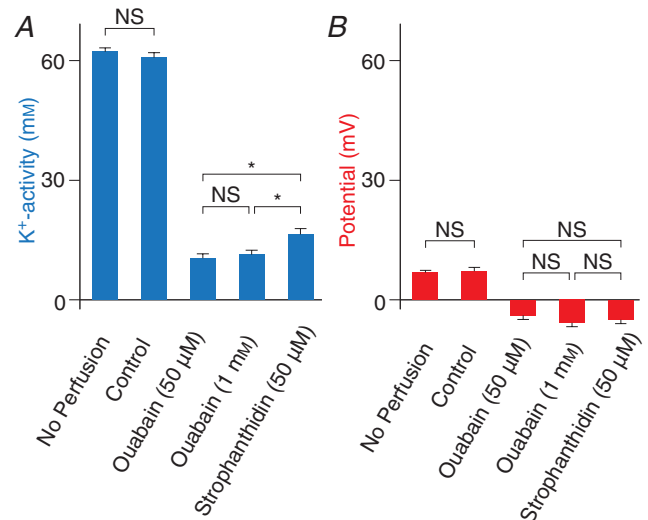 A
NS
60
30
0
K⁺-activity (mM)
*
NS
*
No Perfusion
Control
Ouabain (50 µM)
Ouabain (1 mM)
Strophanthidin (50 µM)
B
60
30
0
Potential (mV)
NS
NS
NS
NS
No Perfusion
Control
Ouabain (50 µM)
Ouabain (1 mM)
Strophanthidin (50 µM)